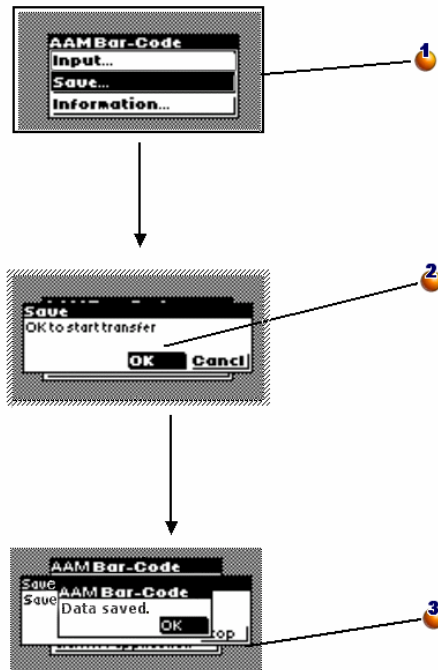 AAM Bar-Code
Input...
Save...
Information...
1
Save
OK to start transfer
OK Cancl
2
AAM Bar-Code
Save
Save
AAM Bar-Code
Data saved.
OK
top
3